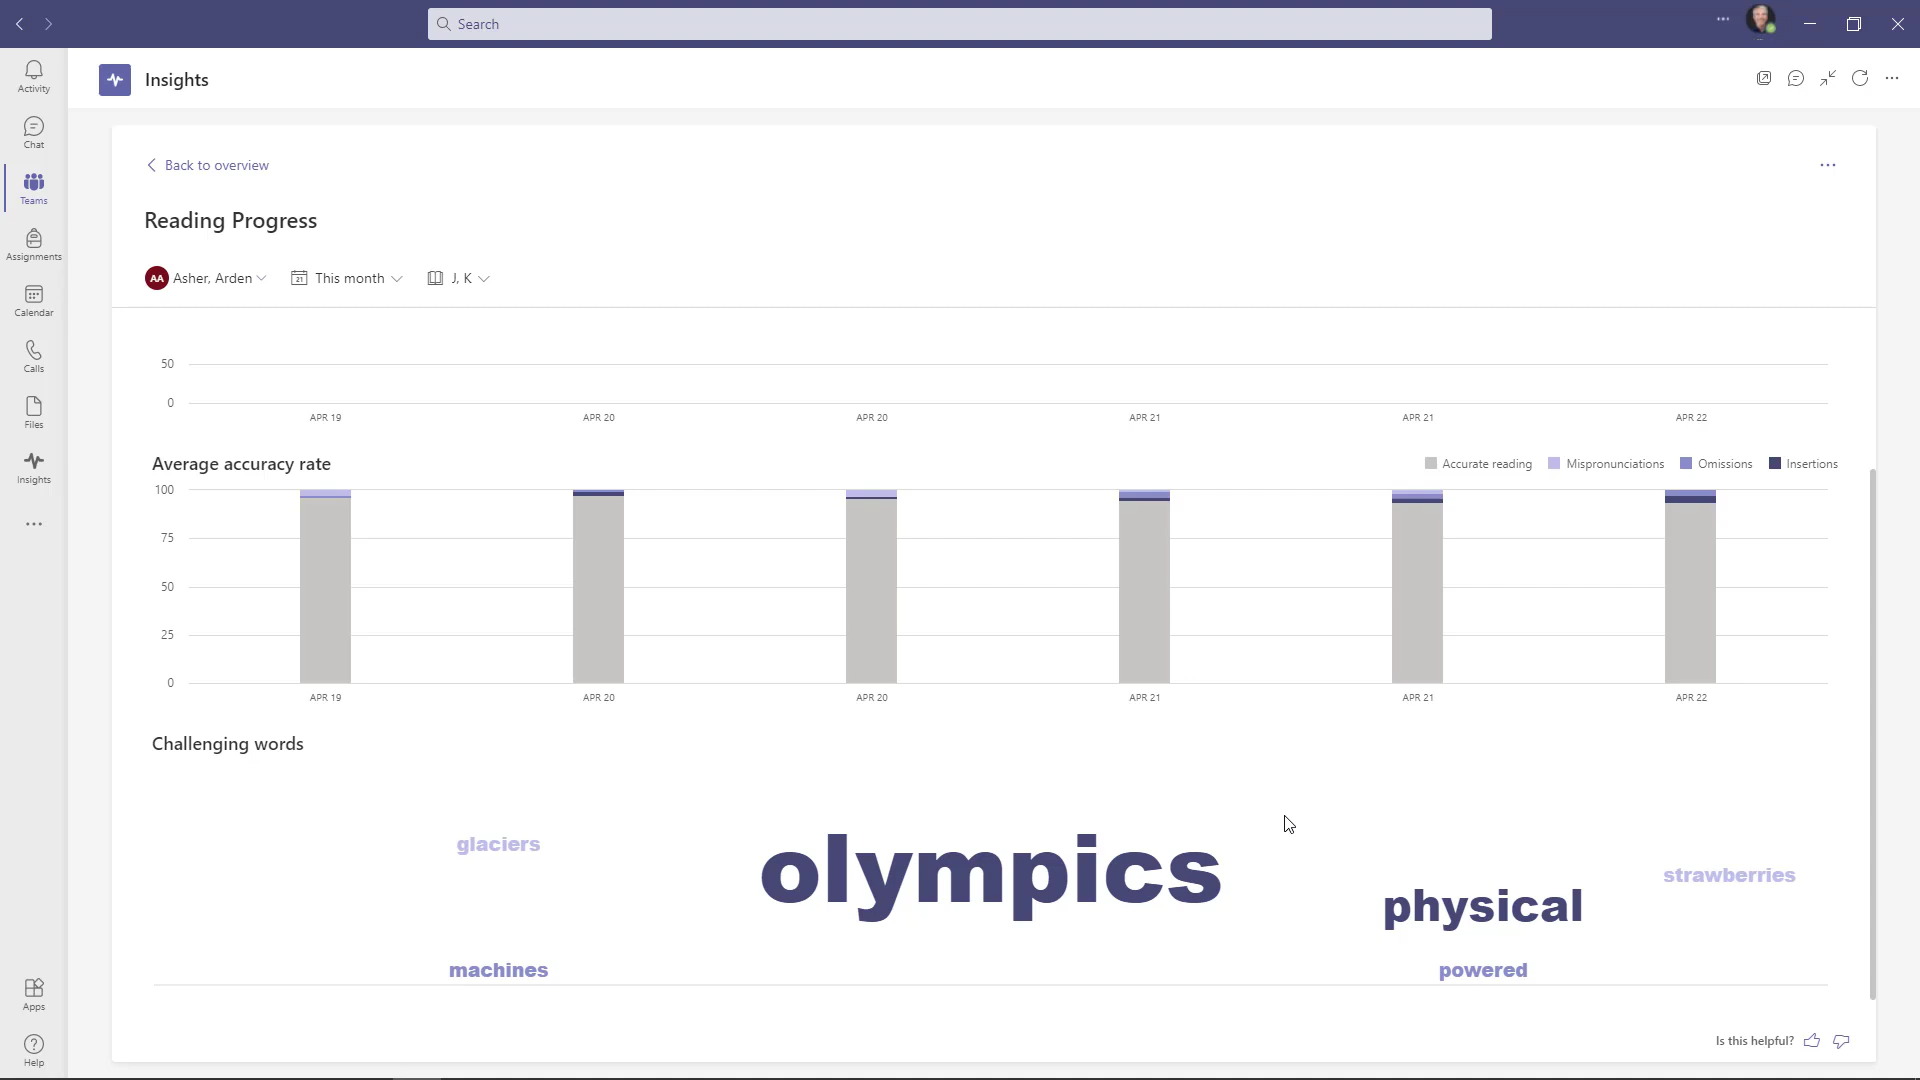 Search
Activity
Chat
Teams
Assignments
Calendar
Calls
Files
Insights
Apps
Help
Insights
Back to overview
Reading Progress
AA Asher, Arden 21 This month J, K
50
0
APR 19 APR 20 APR 20 APR 21 APR 21 APR 22
Average accuracy rate Accurate reading Mispronunciations Omissions Insertions
100
75
50
25
0
APR 19 APR 20 APR 20 APR 21 APR 21 APR 22
Challenging words
glaciers
olympics
strawberries
physical
machines
powered
Is this helpful?